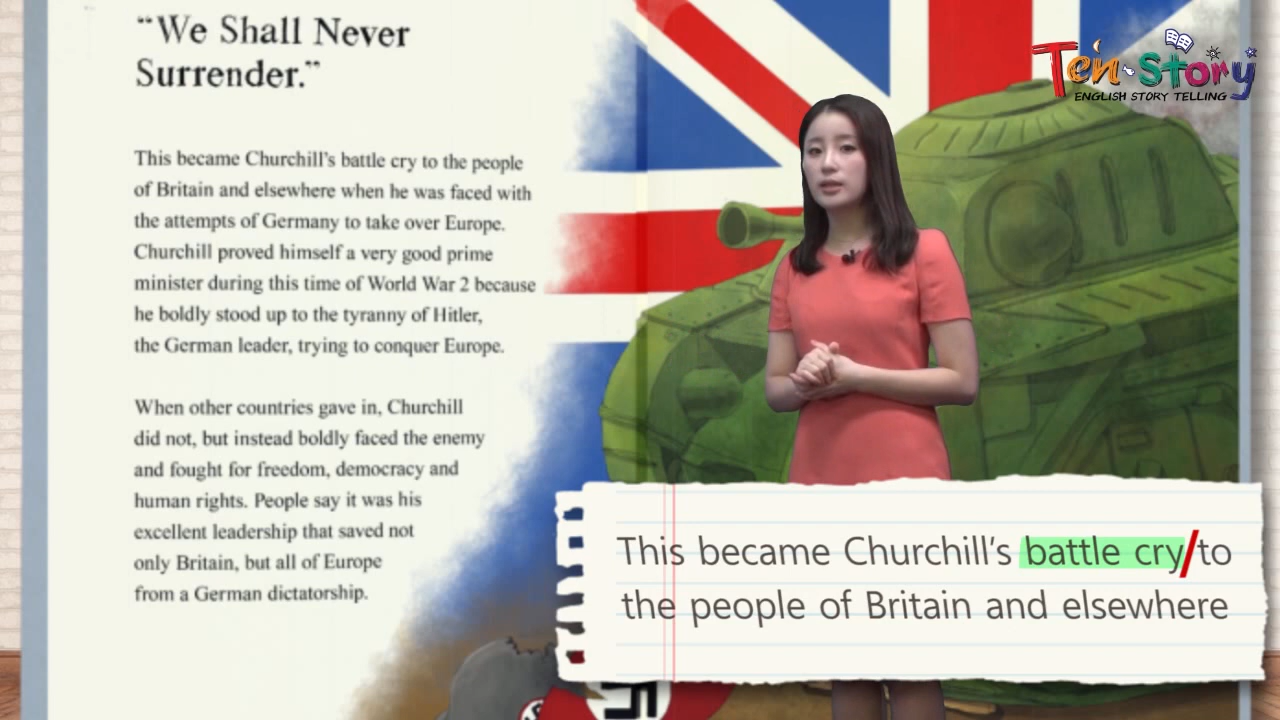 “We Shall Never
Surrender.”
Ten Story
ENGLISH STORY TELLING
This became Churchill’s battle cry to the people
of Britain and elsewhere when he was faced with
the attempts of Germany to take over Europe.
Churchill proved himself a very good prime
minister during this time of World War 2 because
he boldly stood up to the tyranny of Hitler,
the German leader, trying to conquer Europe.
When other countries gave in, Churchill
did not, but instead boldly faced the enemy
and fought for freedom, democracy and
human rights. People say it was his
excellent leadership that saved not
only Britain, but all of Europe
from a German dictatorship.
This became Churchill’s battle cry/to
the people of Britain and elsewhere